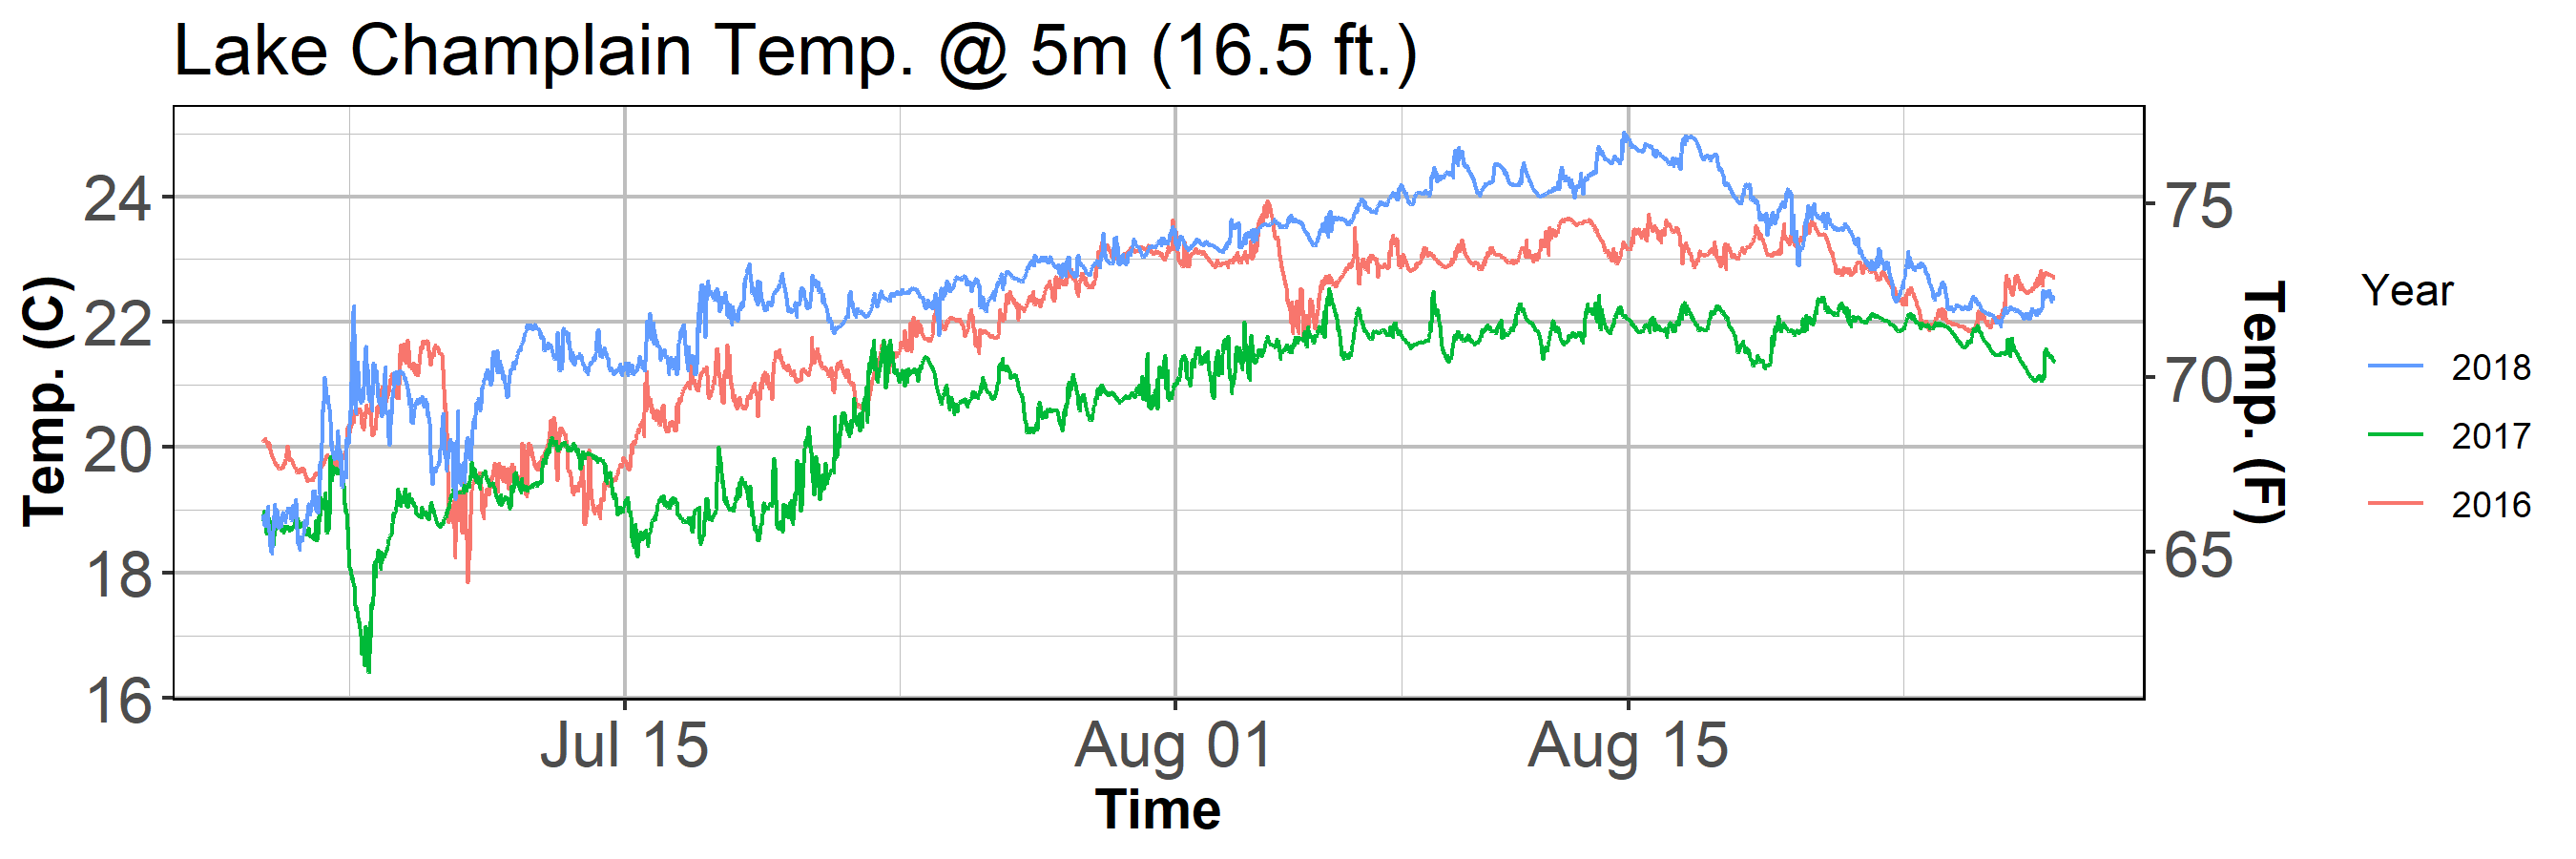 Lake Champlain Temp. @ 5m (16.5 ft.)
Temp. (C)
24
22
20
18
16
75
70
65
Temp. (F)
Jul 15
Aug 01
Aug 15
Time
Year
2018
2017
2016